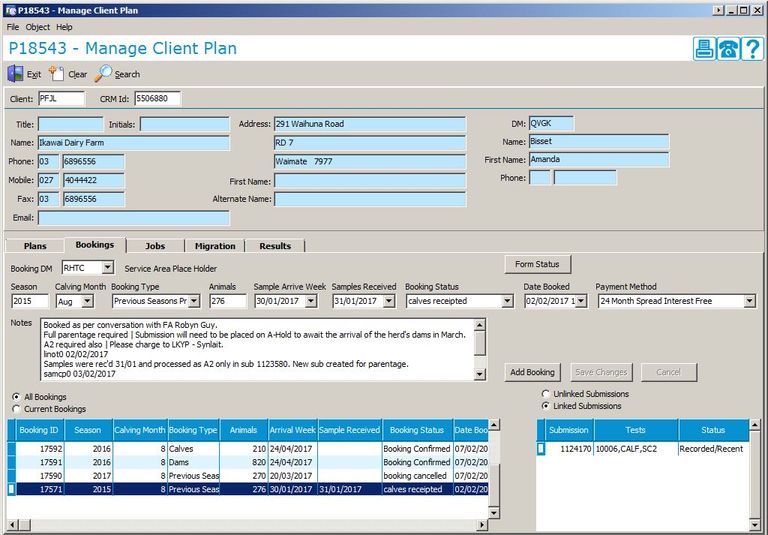 P18543 - Manage Client Plan
File Object Help
P18543 - Manage Client Plan
Exit Clear Search
Client: PFJL CRM Id: 5506880
Title: Initials: Address: 291 Waihuna Road DM: QVGK
Name: Ikawai Dairy Farm RD 7 Name: Bisset
Phone: 03 6896556 Waimate 7977 First Name: Amanda
Mobile: 027 4044422 First Name: Phone:
Fax: 03 6896556 Alternate Name:
Email:
Plans Bookings Jobs Migration Results
Booking DM RHTC Service Area Place Holder Form Status
Season Calving Month Booking Type Animals Sample Arrive Week Samples Received Booking Status Date Booked Payment Method
2015 Aug Previous Seasons Pr 276 30/01/2017 31/01/2017 calves receipted 02/02/2017 1 24 Month Spread Interest Free
Notes Booked as per conversation with FA Robyn Guy.
Full parentage required | Submission will need to be placed on A-Hold to await the arrival of the herd's dams in March.
A2 required also | Please charge to LKYP - Synlait.
linot0 02/02/2017
Samples were rec'd 31/01 and processed as A2 only in sub 1123580. New sub created for parentage.
samcp0 03/02/2017
Add Booking Save Changes Cancel
All Bookings Unlinked Submissions
Current Bookings Linked Submissions
Booking ID Season Calving Month Booking Type Animals Arrival Week Sample Received Booking Status Date Boo Submission Tests Status
17592 2016 8 Calves 210 24/04/2017 Booking Confirmed 07/02/20 1124170 10006,CALF,SC2 Recorded/Recent
17591 2016 8 Dams 820 24/04/2017 Booking Confirmed 07/02/20
17590 2017 8 Previous Seas 270 20/03/2017 booking cancelled 07/02/20
17571 2015 8 Previous Seas 276 30/01/2017 31/01/2017 calves receipted 02/02/20